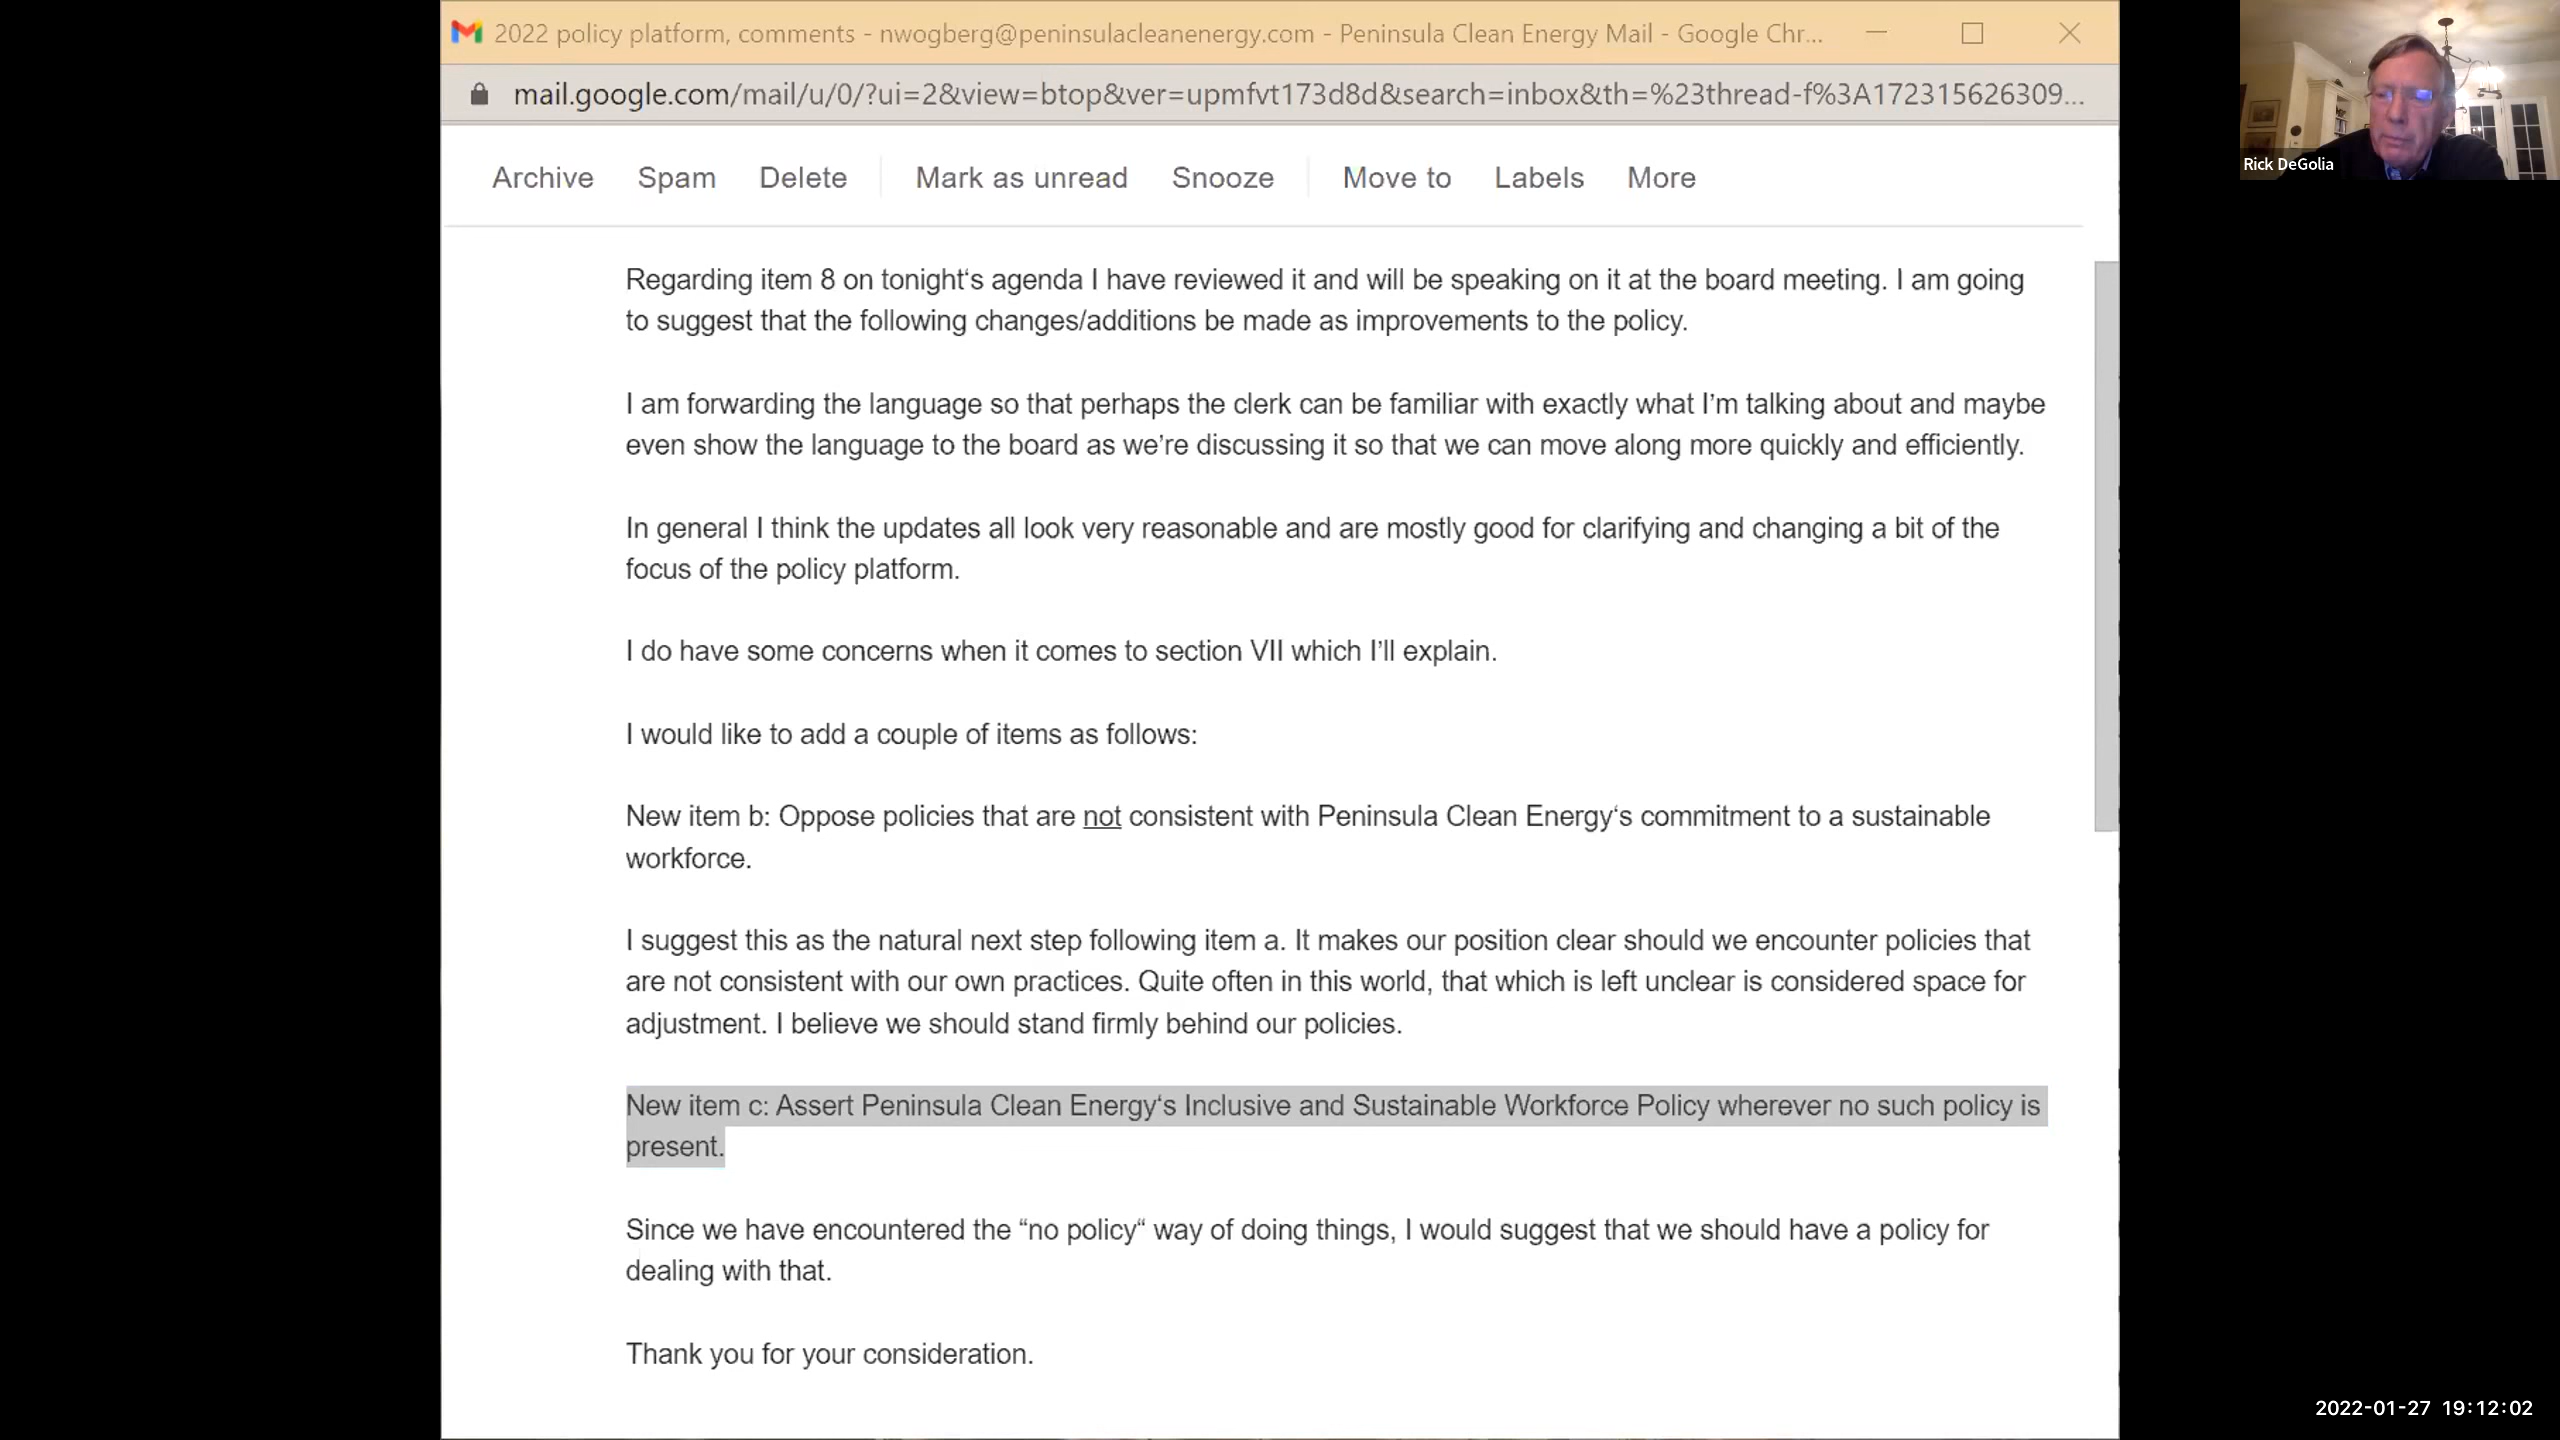 2022 policy platform, comments - nwogberg@peninsulacleanenergy.com - Peninsula Clean Energy Mail - Google Chr...
mail.google.com/mail/u/0/?ui=2&view=btop&ver=upmfvt173d8d&search=inbox&th=%23thread-f%3A172315626309...
Rick DeGolia
Archive Spam Delete Mark as unread Snooze Move to Labels More
Regarding item 8 on tonight‘s agenda I have reviewed it and will be speaking on it at the board meeting. I am going
to suggest that the following changes/additions be made as improvements to the policy.
I am forwarding the language so that perhaps the clerk can be familiar with exactly what I’m talking about and maybe
even show the language to the board as we’re discussing it so that we can move along more quickly and efficiently.
In general I think the updates all look very reasonable and are mostly good for clarifying and changing a bit of the
focus of the policy platform.
I do have some concerns when it comes to section VII which I’ll explain.
I would like to add a couple of items as follows:
New item b: Oppose policies that are not consistent with Peninsula Clean Energy‘s commitment to a sustainable
workforce.
I suggest this as the natural next step following item a. It makes our position clear should we encounter policies that
are not consistent with our own practices. Quite often in this world, that which is left unclear is considered space for
adjustment. I believe we should stand firmly behind our policies.
New item c: Assert Peninsula Clean Energy‘s Inclusive and Sustainable Workforce Policy wherever no such policy is
present.
Since we have encountered the “no policy“ way of doing things, I would suggest that we should have a policy for
dealing with that.
Thank you for your consideration.
2022-01-27 19:12:02